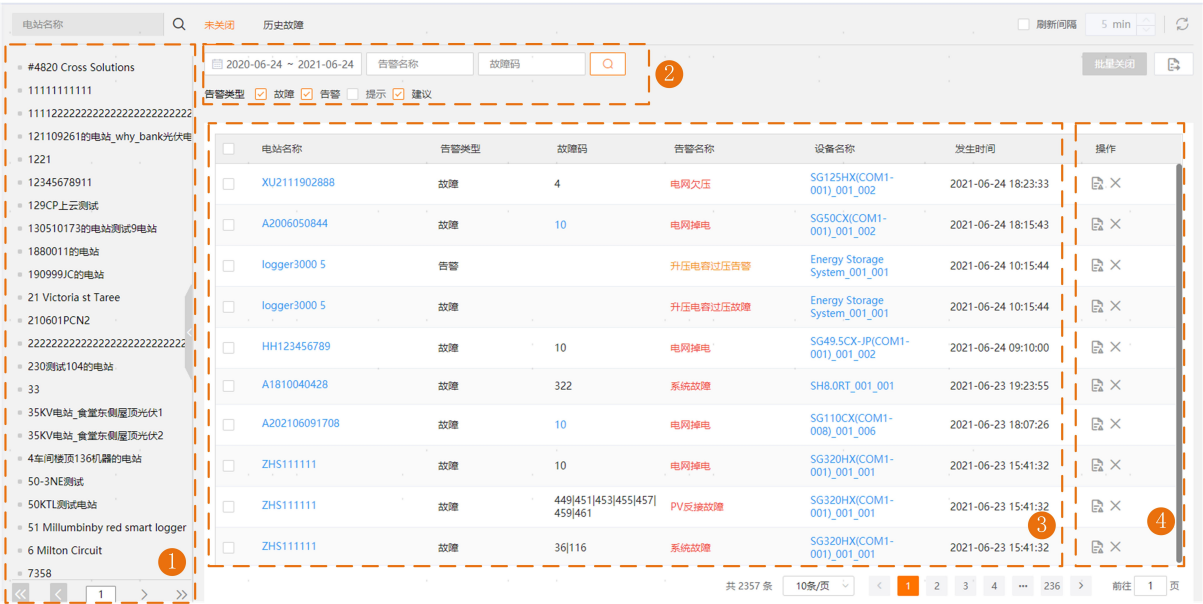 电站名称
未关闭
历史故障
刷新间隔
5 min
#4820 Cross Solutions
11111111111
121109261的电站_why_bank光伏电
1221
12345678911
129CP上云测试
130510173的电站测试9电站
1880011的电站
190999JC的电站
21 Victoria st Taree
210601PCN2
230测试104的电站
33
35KV电站_食堂东侧屋顶光伏1
35KV电站_食堂东侧屋顶光伏2
4车间楼顶136机器的电站
50-3NE测试
50KTL测试电站
51 Millumbinby red smart logger
6 Milton Circuit
7358
1
1
2020-06-24 ~ 2021-06-24
告警名称
故障码
2
批量关闭
告警类型 故障 告警 提示 建议
电站名称 告警类型 故障码 告警名称 设备名称 发生时间 操作
XU2111902888 故障 4 电网欠压 SG125HX(COM1-
001)_001_002 2021-06-24 18:23:33
A2006050844 故障 10 电网掉电 SG50CX(COM1-
001)_001_002 2021-06-24 18:15:43
logger3000 5 告警 升压电容过压告警 Energy Storage
System_001_001 2021-06-24 10:15:44
logger3000 5 故障 升压电容过压故障 Energy Storage
System_001_001 2021-06-24 10:15:44
HH123456789 故障 10 电网掉电 SG49.5CX-JP(COM1-
001)_001_002 2021-06-24 09:10:00
A1810040428 故障 322 系统故障 SH8.0RT_001_001 2021-06-23 19:23:55
A202106091708 故障 10 电网掉电 SG110CX(COM1-
008)_001_006 2021-06-23 18:07:26
ZHS111111 故障 10 电网掉电 SG320HX(COM1-
001)_001_001 2021-06-23 15:41:32
ZHS111111 故障 449|451|453|455|457|
459|461 PV反接故障 SG320HX(COM1-
001)_001_001 2021-06-23 15:41:32
3
4
ZHS111111 故障 36|116 系统故障 SG320HX(COM1-
001)_001_001 2021-06-23 15:41:32
共 2357 条 10条/页 1 2 3 4 ··· 236 前往 1 页